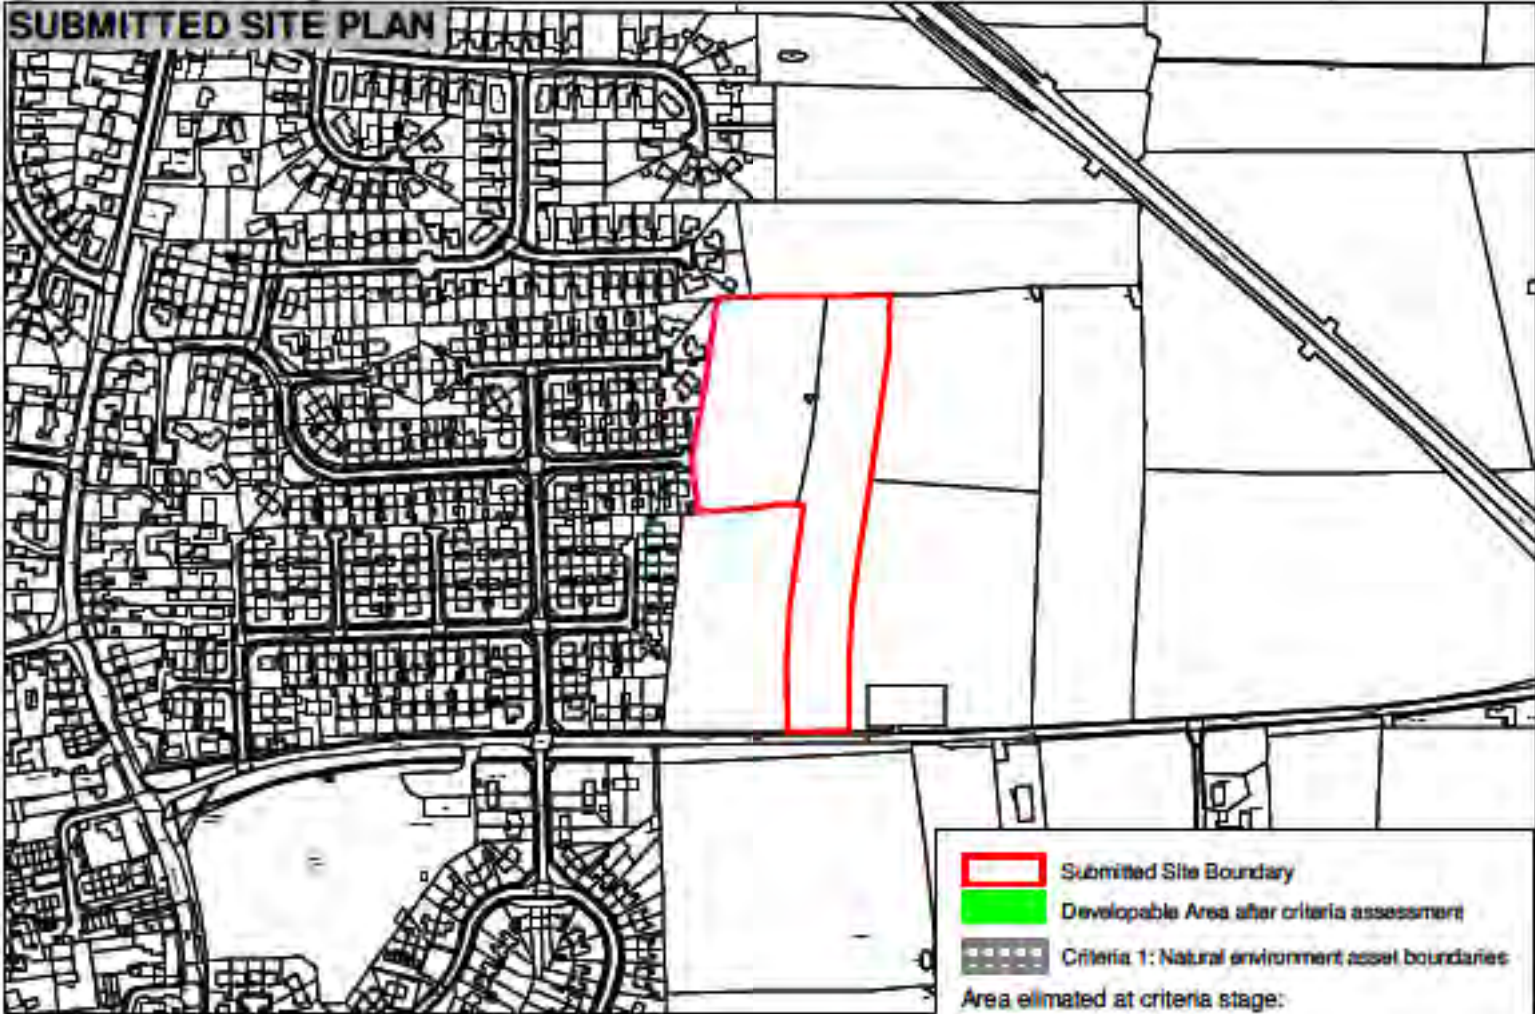 SUBMITTED SITE PLAN
Submitted Site Boundary
Developable Area after criteria assessment
Criteria 1: Natural environment asset boundaries
Area elimated at criteria stage: